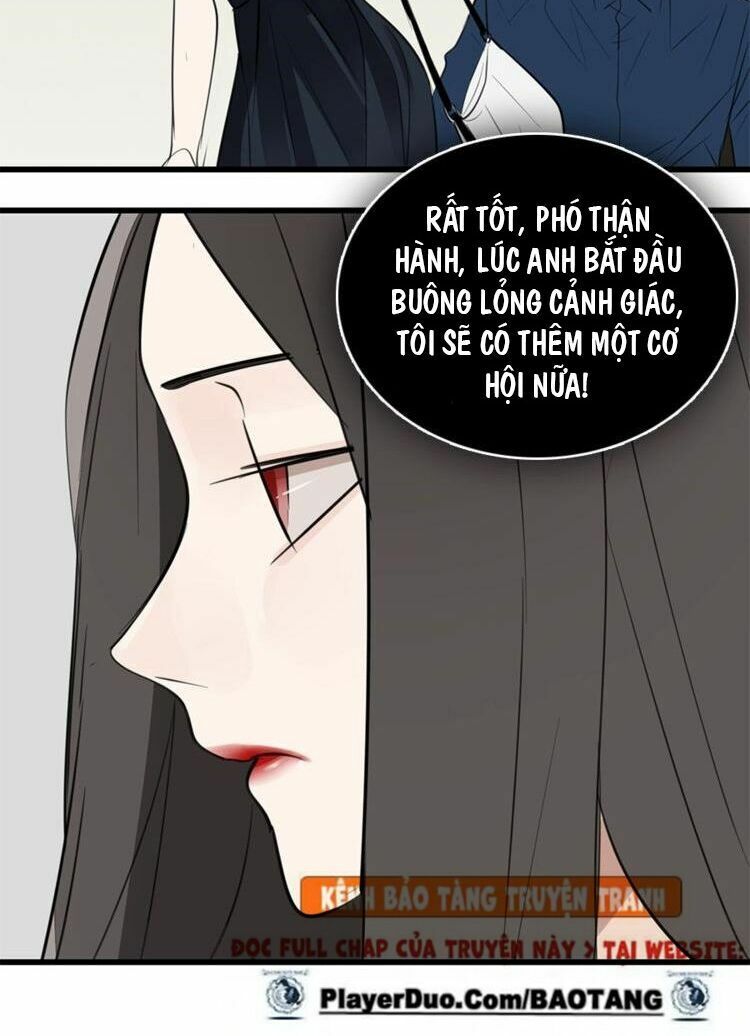 RẤT TỐT, PHÓ THẬN
HÀNH, LÚC ANH BẮT ĐẦU
BUÔNG LỎNG CẢNH GIÁC,
TÔI SẼ CÓ THÊM MỘT CƠ
HỘI NỮA!
KÊNH BẢO TÀNG TRUYỆN TRANH
ĐỌC FULL CHAP CỦA TRUYỆN NÀY > TẠI WEBSITE:
PLAYERDUO.COM/BAOTANG